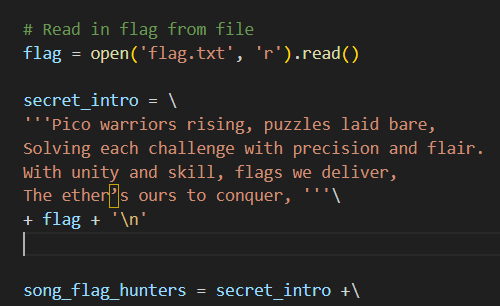 # Read in flag from file
flag = open('flag.txt', 'r').read()
secret_intro = \
'''Pico warriors rising, puzzles laid bare,
Solving each challenge with precision and flair.
With unity and skill, flags we deliver,
The ether’s ours to conquer, '''\
+ flag + '\n'
song_flag_hunters = secret_intro +\